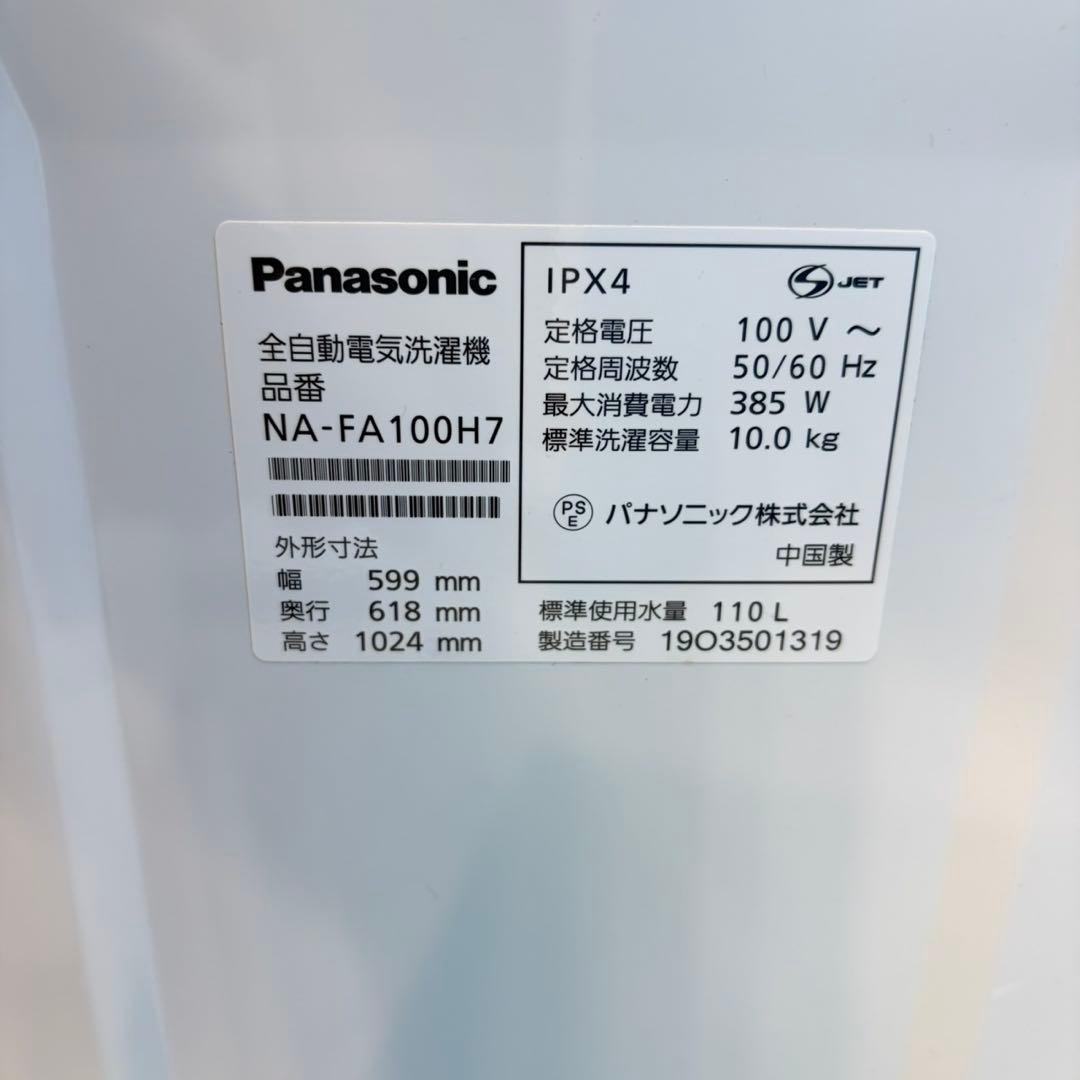 Panasonic
全自動電気洗濯機
品番
NA-FA100H7
外形寸法
幅 599 mm
奥行 618 mm
高さ 1024 mm
IPX4 S JET
定格電圧 100 V ～
定格周波数 50/60 Hz
最大消費電力 385 W
標準洗濯容量 10.0 kg
PS
E パナソニック株式会社
中国製
標準使用水量 110 L
製造番号 19O3501319